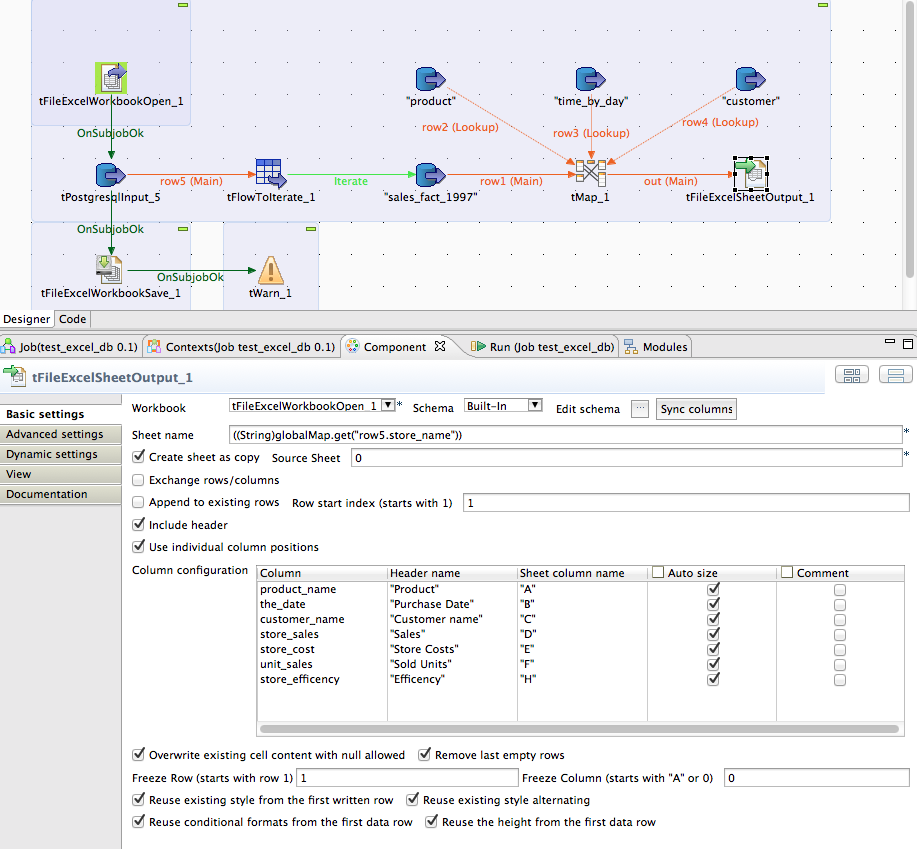 tFileExcelWorkbookOpen_1
"product"
"time_by_day"
"customer"
OnSubjobOk
row2 (Lookup)
row3 (Lookup)
row4 (Lookup)
row5 (Main)
Iterate
row1 (Main)
out (Main)
tPostgresqlInput_5
tFlowToIterate_1
"sales_fact_1997"
tMap_1
tFileExcelSheetOutput_1
OnSubjobOk
OnSubjobOk
tFileExcelWorkbookSave_1
tWarn_1
Designer Code
Job(test_excel_db 0.1) Contexts(Job test_excel_db 0.1) Component Run (Job test_excel_db) Modules
tFileExcelSheetOutput_1
Basic settings
Advanced settings
Dynamic settings
View
Documentation
Workbook tFileExcelWorkbookOpen_1 * Schema Built-In Edit schema ... Sync columns
Sheet name ((String)globalMap.get("row5.store_name")) *
Create sheet as copy Source Sheet 0 *
Exchange rows/columns
Append to existing rows Row start index (starts with 1) 1
Include header
Use individual column positions
Column configuration
Column Header name Sheet column name Auto size Comment
product_name "Product" "A"
the_date "Purchase Date" "B"
customer_name "Customer name" "C"
store_sales "Sales" "D"
store_cost "Store Costs" "E"
unit_sales "Sold Units" "F"
store_efficency "Efficency" "H"
Overwrite existing cell content with null allowed Remove last empty rows
Freeze Row (starts with row 1) 1 Freeze Column (starts with "A" or 0) 0
Reuse existing style from the first written row Reuse existing style alternating
Reuse conditional formats from the first data row Reuse the height from the first data row